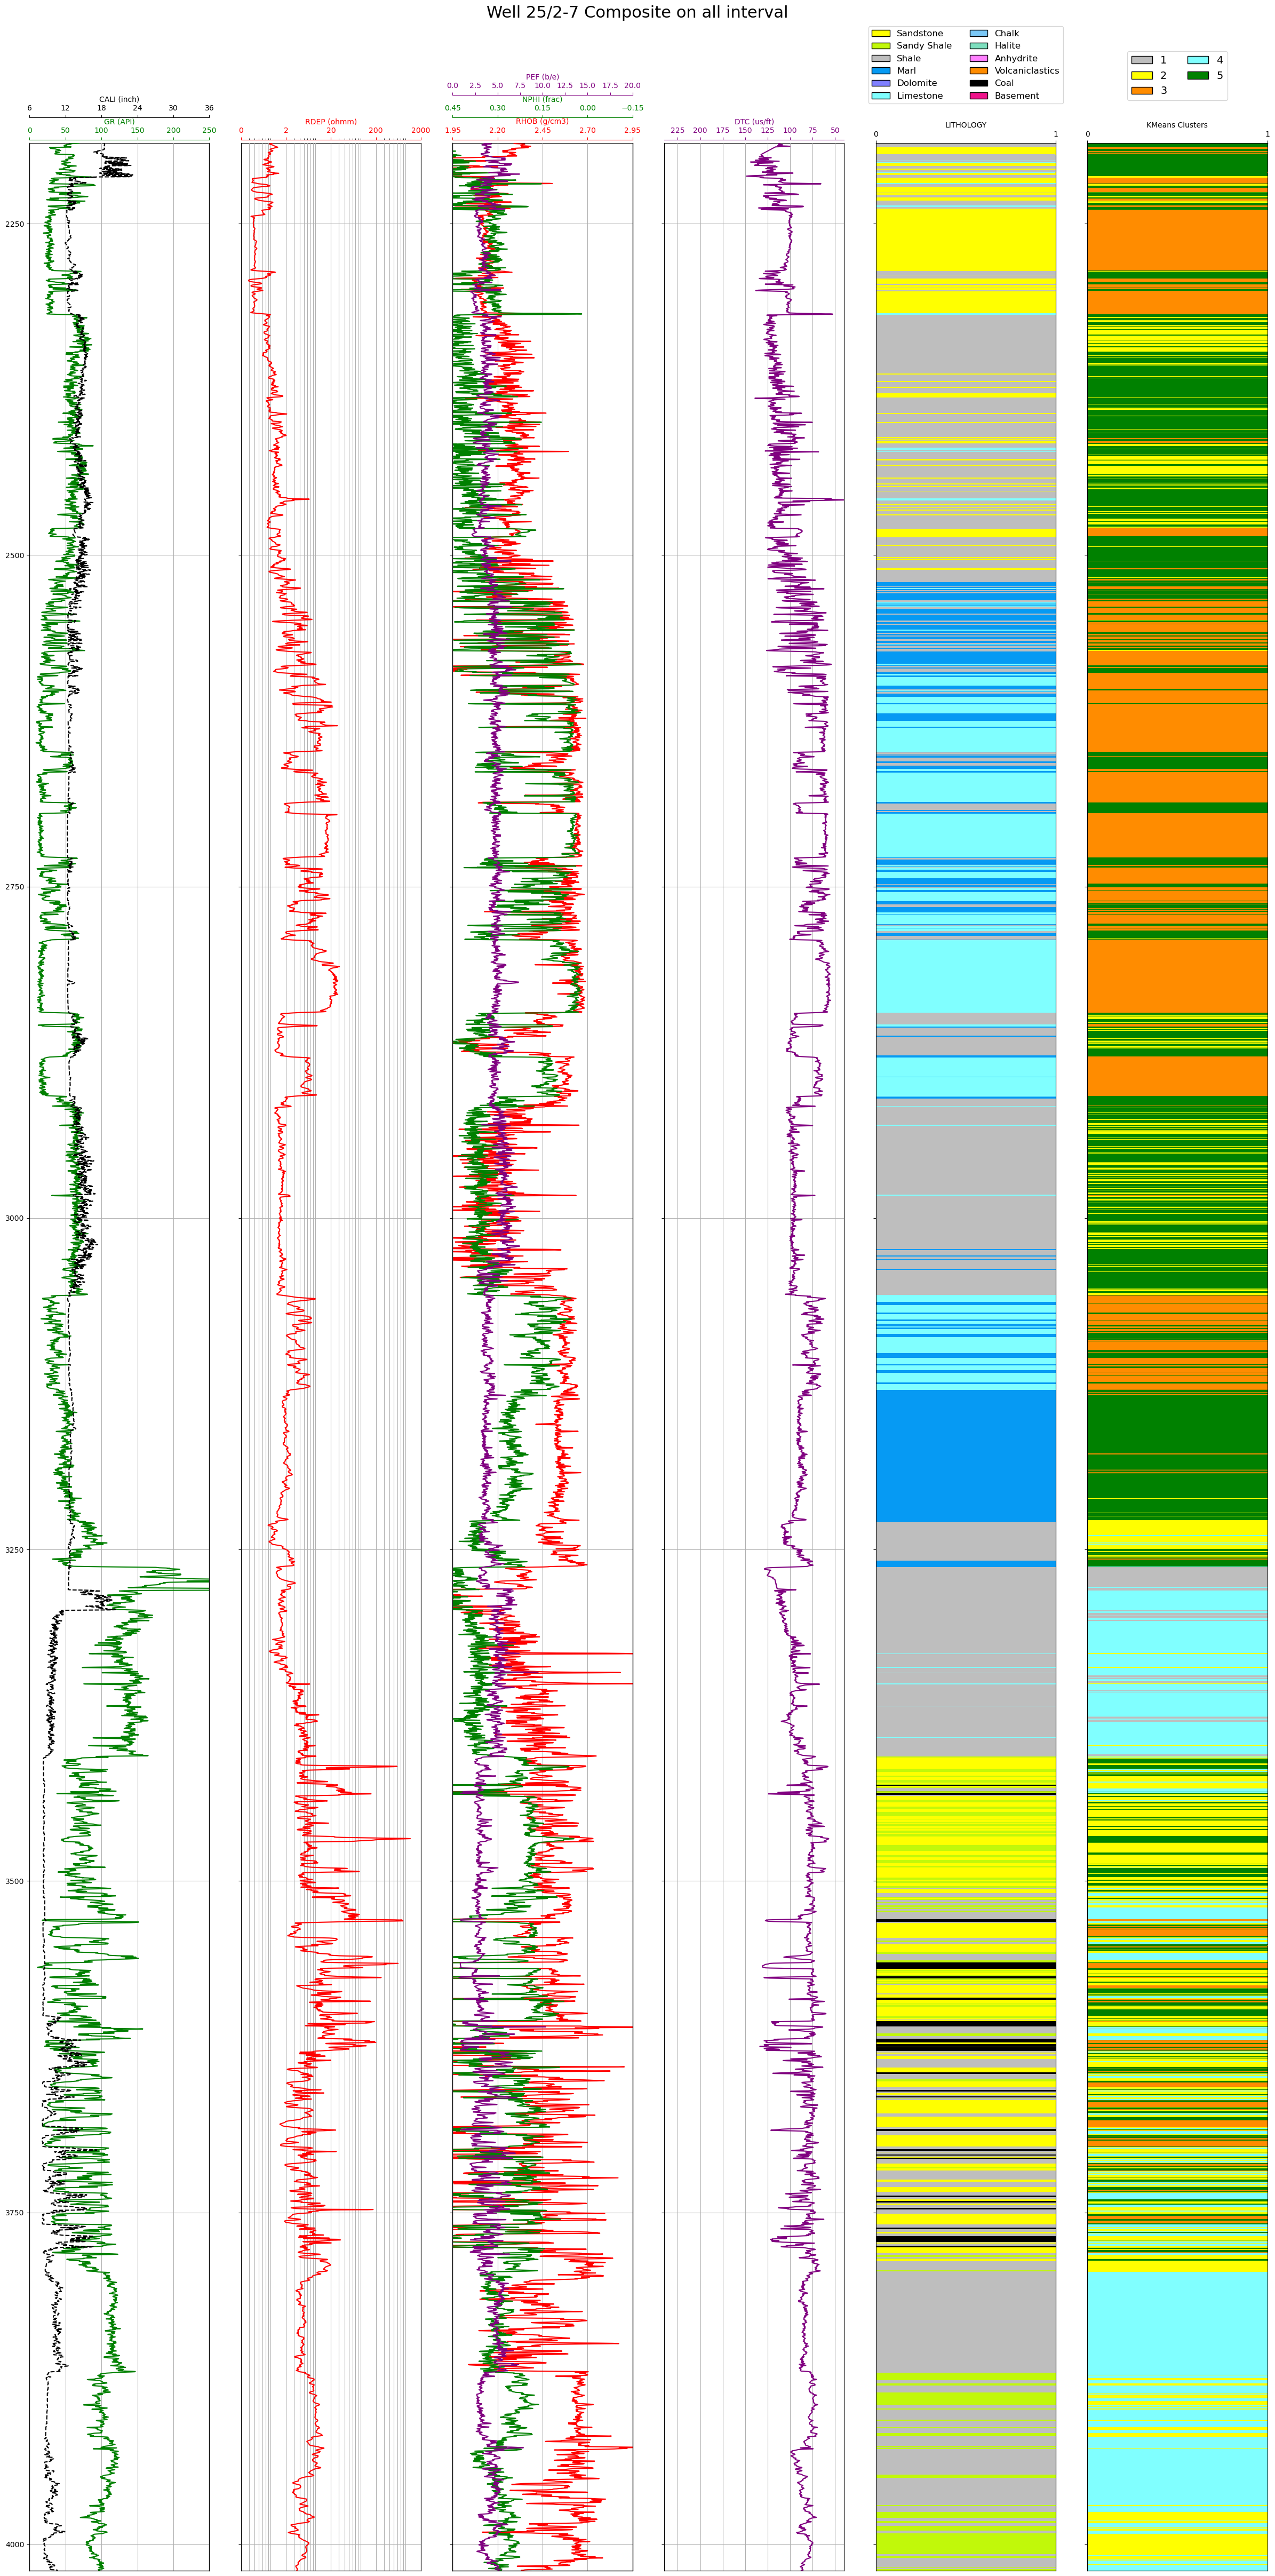 Well 25/2-7 Composite on all interval
Sandstone
Sandy Shale
Shale
Marl
Dolomite
Limestone
Chalk
Halite
Anhydrite
Volcaniclastics
Coal
Basement
1
2
3
4
5
PEF (b/e)
0.0 2.5 5.0 7.5 10.0 12.5 15.0 17.5 20.0
CALI (inch)
6 12 18 24 30 36
NPHI (frac)
0.45 0.30 0.15 0.00 −0.15
GR (API)
0 50 100 150 200 250
RDEP (ohmm)
0 2 20 200 2000
RHOB (g/cm3)
1.95 2.20 2.45 2.70 2.95
DTC (us/ft)
225 200 175 150 125 100 75 50
LITHOLOGY
0 1
KMeans Clusters
0 1
2250
2500
2750
3000
3250
3500
3750
4000